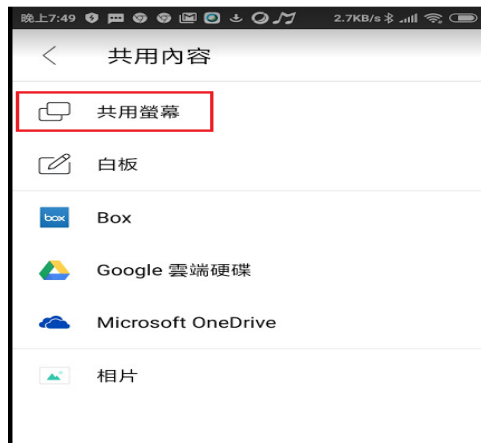 晚上7:49 2.7KB/s
共用內容
共用螢幕
白板
box Box
Google 雲端硬碟
Microsoft OneDrive
相片